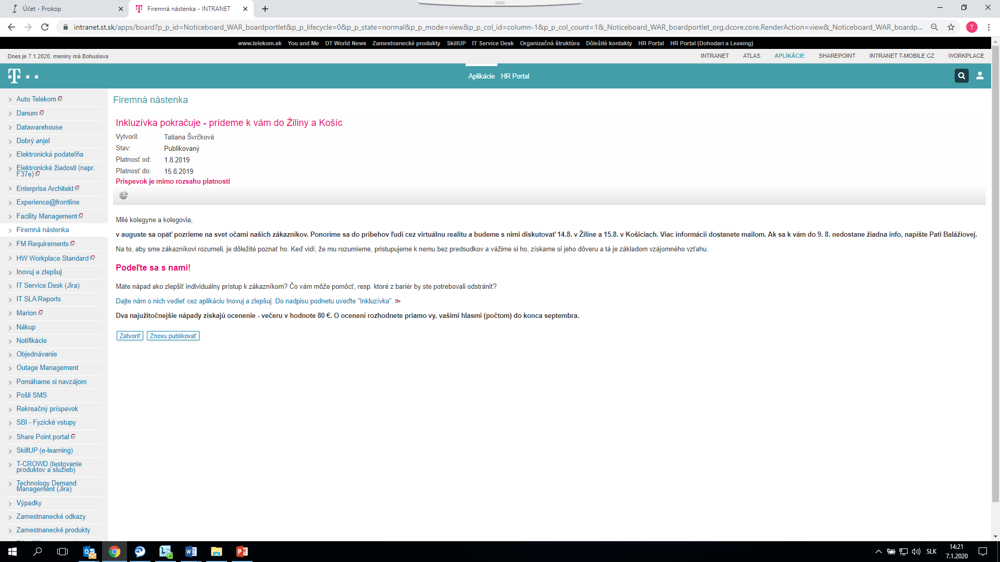 Účet - Prokop
Firemná nástenka - INTRANET
intranet.st.sk/apps/board?p_p_id=Noticeboard_WAR_boardportlet&p_p_lifecycle=0&p_p_state=normal&p_p_mode=view&p_p_col_id=column-1&p_p_col_count=1&_Noticeboard_WAR_boardportlet_org.dcore.core.RenderAction=view&_Noticeboard_WAR_boardp...
T
www.telekom.sk You and Me DT World News Zamestnanecké produkty SkillUP IT Service Desk Organizačná štruktúra Dôležité kontakty HR Portal HR Portal (Dohodari a Leasing)
Dnes je 7.1.2020, meniny má Bohuslava
INTRANET ATLAS APLIKÁCIE SHAREPOINT INTRANET T-MOBILE CZ WORKPLACE
T
Aplikácie HR Portal
Auto Telekom
Danum
Datawarehouse
Dobrý anjel
Elektronická podateľňa
Elektronické žiadosti (napr.
F37e)
Enterprise Architekt
Experience@frontline
Facility Management
Firemná nástenka
FM Requirements
HW Workplace Standard
Inovuj a zlepšuj
IT Service Desk (Jira)
IT SLA Reports
Marion
Nákup
Notifikácie
Objednávanie
Outage Management
Pomáhame si navzájom
Pošli SMS
Rekreačný príspevok
SBI - Fyzické vstupy
Share Point portal
SkillUP (e-learning)
T-CROWD (testovanie
produktov a služieb)
Technology Demand
Management (Jira)
Výpadky
Zamestnanecké odkazy
Zamestnanecké produkty
Firemná nástenka
Inkluzívka pokračuje - prídeme k vám do Žiliny a Košíc
Vytvoril: Tatiana Švrčková
Stav: Publikovaný
Platnosť od: 1.8.2019
Platnosť do: 15.8.2019
Príspevok je mimo rozsahu platnosti
Milé kolegyne a kolegovia,
v auguste sa opäť pozrieme na svet očami našich zákazníkov. Ponoríme sa do príbehov ľudí cez virtuálnu realitu a budeme s nimi diskutovať 14.8. v Žiline a 15.8. v Košiciach. Viac informácií dostanete mailom. Ak sa k vám do 9. 8. nedostane žiadna info, napíšte Pati Balážiovej.
Na to, aby sme zákazníkovi rozumeli, je dôležité poznať ho. Keď vidí, že mu rozumieme, pristupujeme k nemu bez predsudkov a vážime si ho, získame si jeho dôveru a tá je základom vzájomného vzťahu.
Podeľte sa s nami!
Máte nápad ako zlepšiť individuálny prístup k zákazníkom? Čo vám môže pomôcť, resp. ktoré z bariér by ste potrebovali odstrániť?
Dajte nám o nich vedieť cez aplikáciu Inovuj a zlepšuj. Do nadpisu podnetu uveďte "Inkluzívka".
Dva najužitočnejšie nápady získajú ocenenie - večeru v hodnote 80 €. O ocenení rozhodnete priamo vy, vašimi hlasmi (počtom) do konca septembra.
Zatvoriť Znovu publikovať
SLK
14:21
7.1.2020